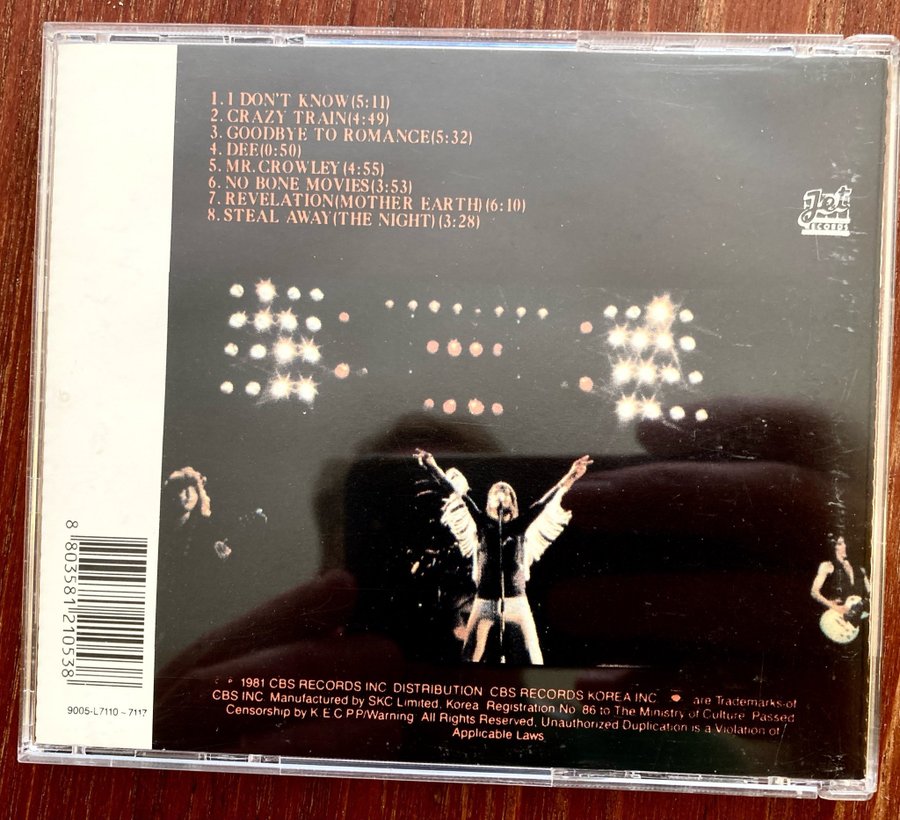 1. I DON'T KNOW(5:11)
2. CRAZY TRAIN(4:49)
3. GOODBYE TO ROMANCE(5:32)
4. DEE(0:50)
5. MR. CROWLEY(4:55)
6. NO BONE MOVIES(3:53)
7. REVELATION(MOTHER EARTH)(6:10)
8. STEAL AWAY(THE NIGHT)(3:28)
Jet
RECORDS
8 803581 210538
9005-L7110~7117
℗ 1981 CBS RECORDS INC DISTRIBUTION CBS RECORDS KOREA INC are Trademarks of
CBS INC Manufactured by SKC Limited, Korea Registration No 86 to The Ministry of Culture Passed
Censorship by K E C P P/Warning All Rights Reserved, Unauthorized Duplication is a Violation of
Applicable Laws